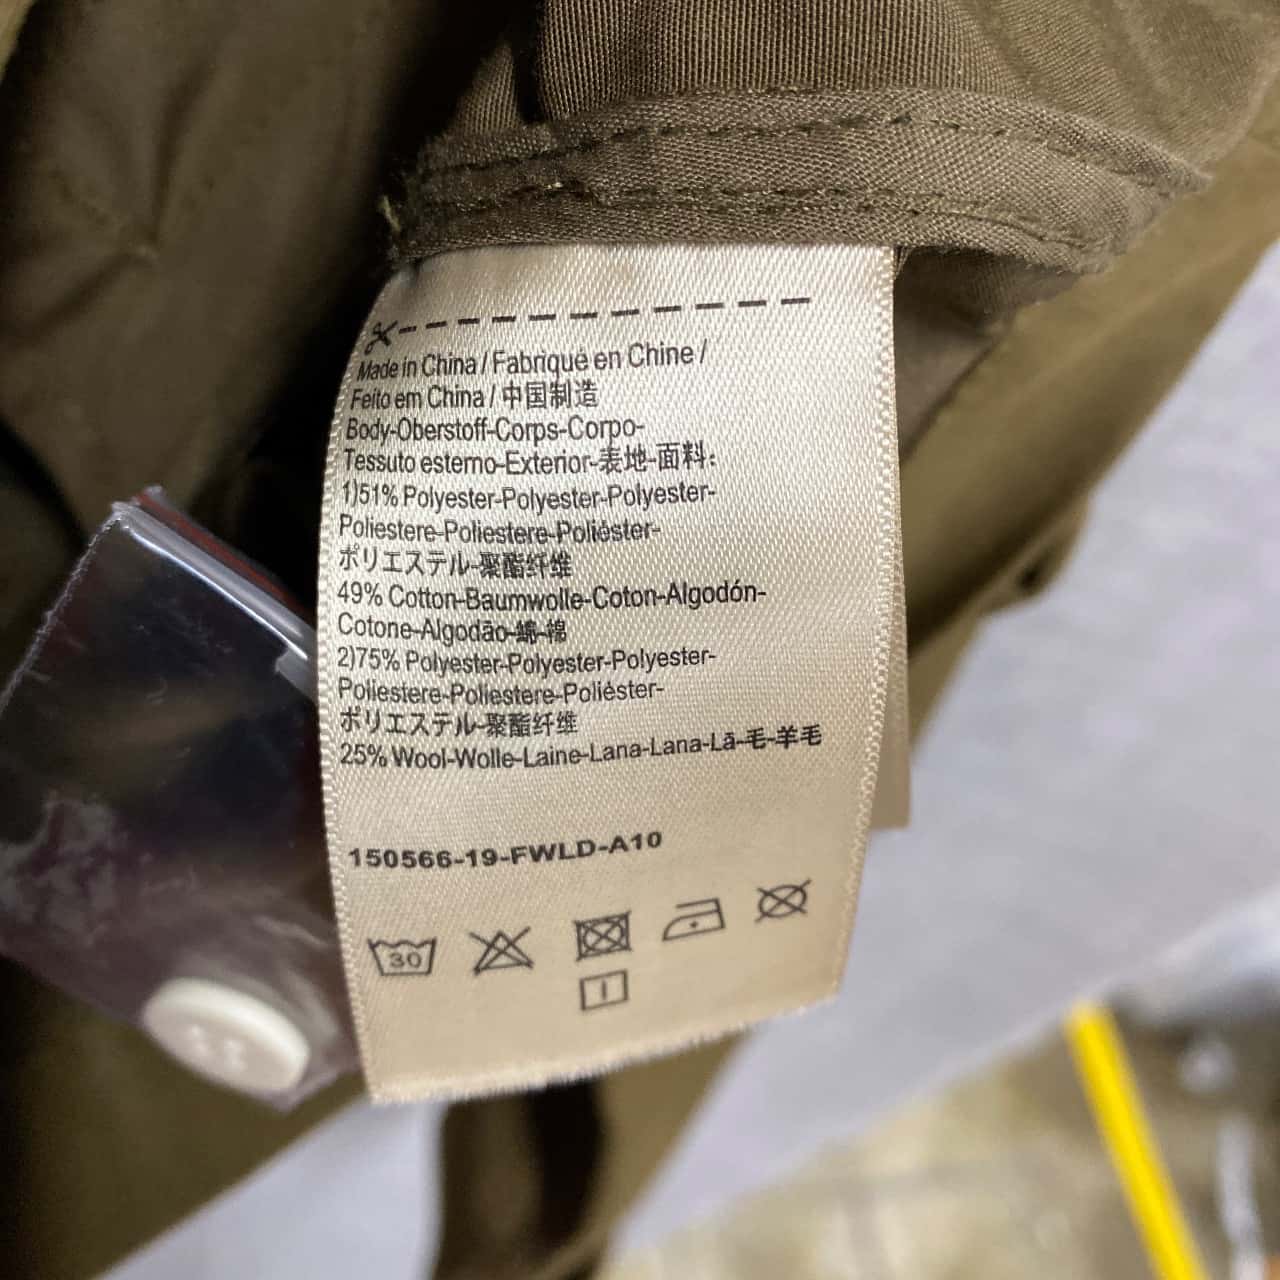 Made in China / Fabriqué en Chine /
Feito em China / 中国制造
Body-Oberstoff-Corps-Corpo-
Tessuto esterno-Exterior-表地-面料:
1)51% Polyester-Polyester-Polyester-
Poliestere-Poliestere-Poliéster-
ポリエステル-聚酯纤维
49% Cotton-Baumwolle-Coton-Algodón-
Cotone-Algodão-綿-棉
2)75% Polyester-Polyester-Polyester-
Poliestere-Poliestere-Poliéster-
ポリエステル-聚酯纤维
25% Wool-Wolle-Laine-Lana-Lana-Lã-毛-羊毛
150566-19-FWLD-A10
30